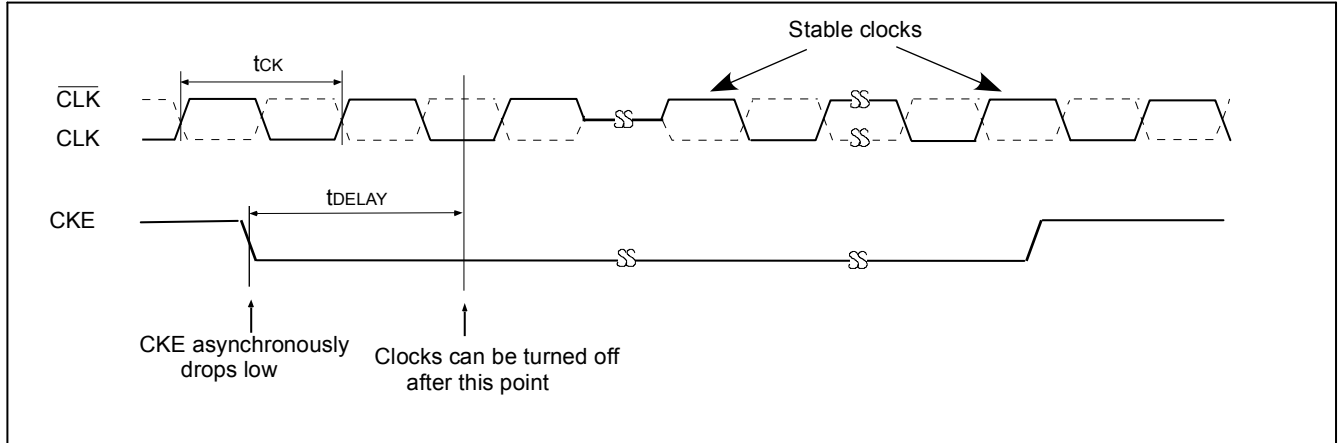 Stable clocks
tCK
CLK
CLK
tDELAY
CKE
CKE asynchronously
drops low
Clocks can be turned off
after this point